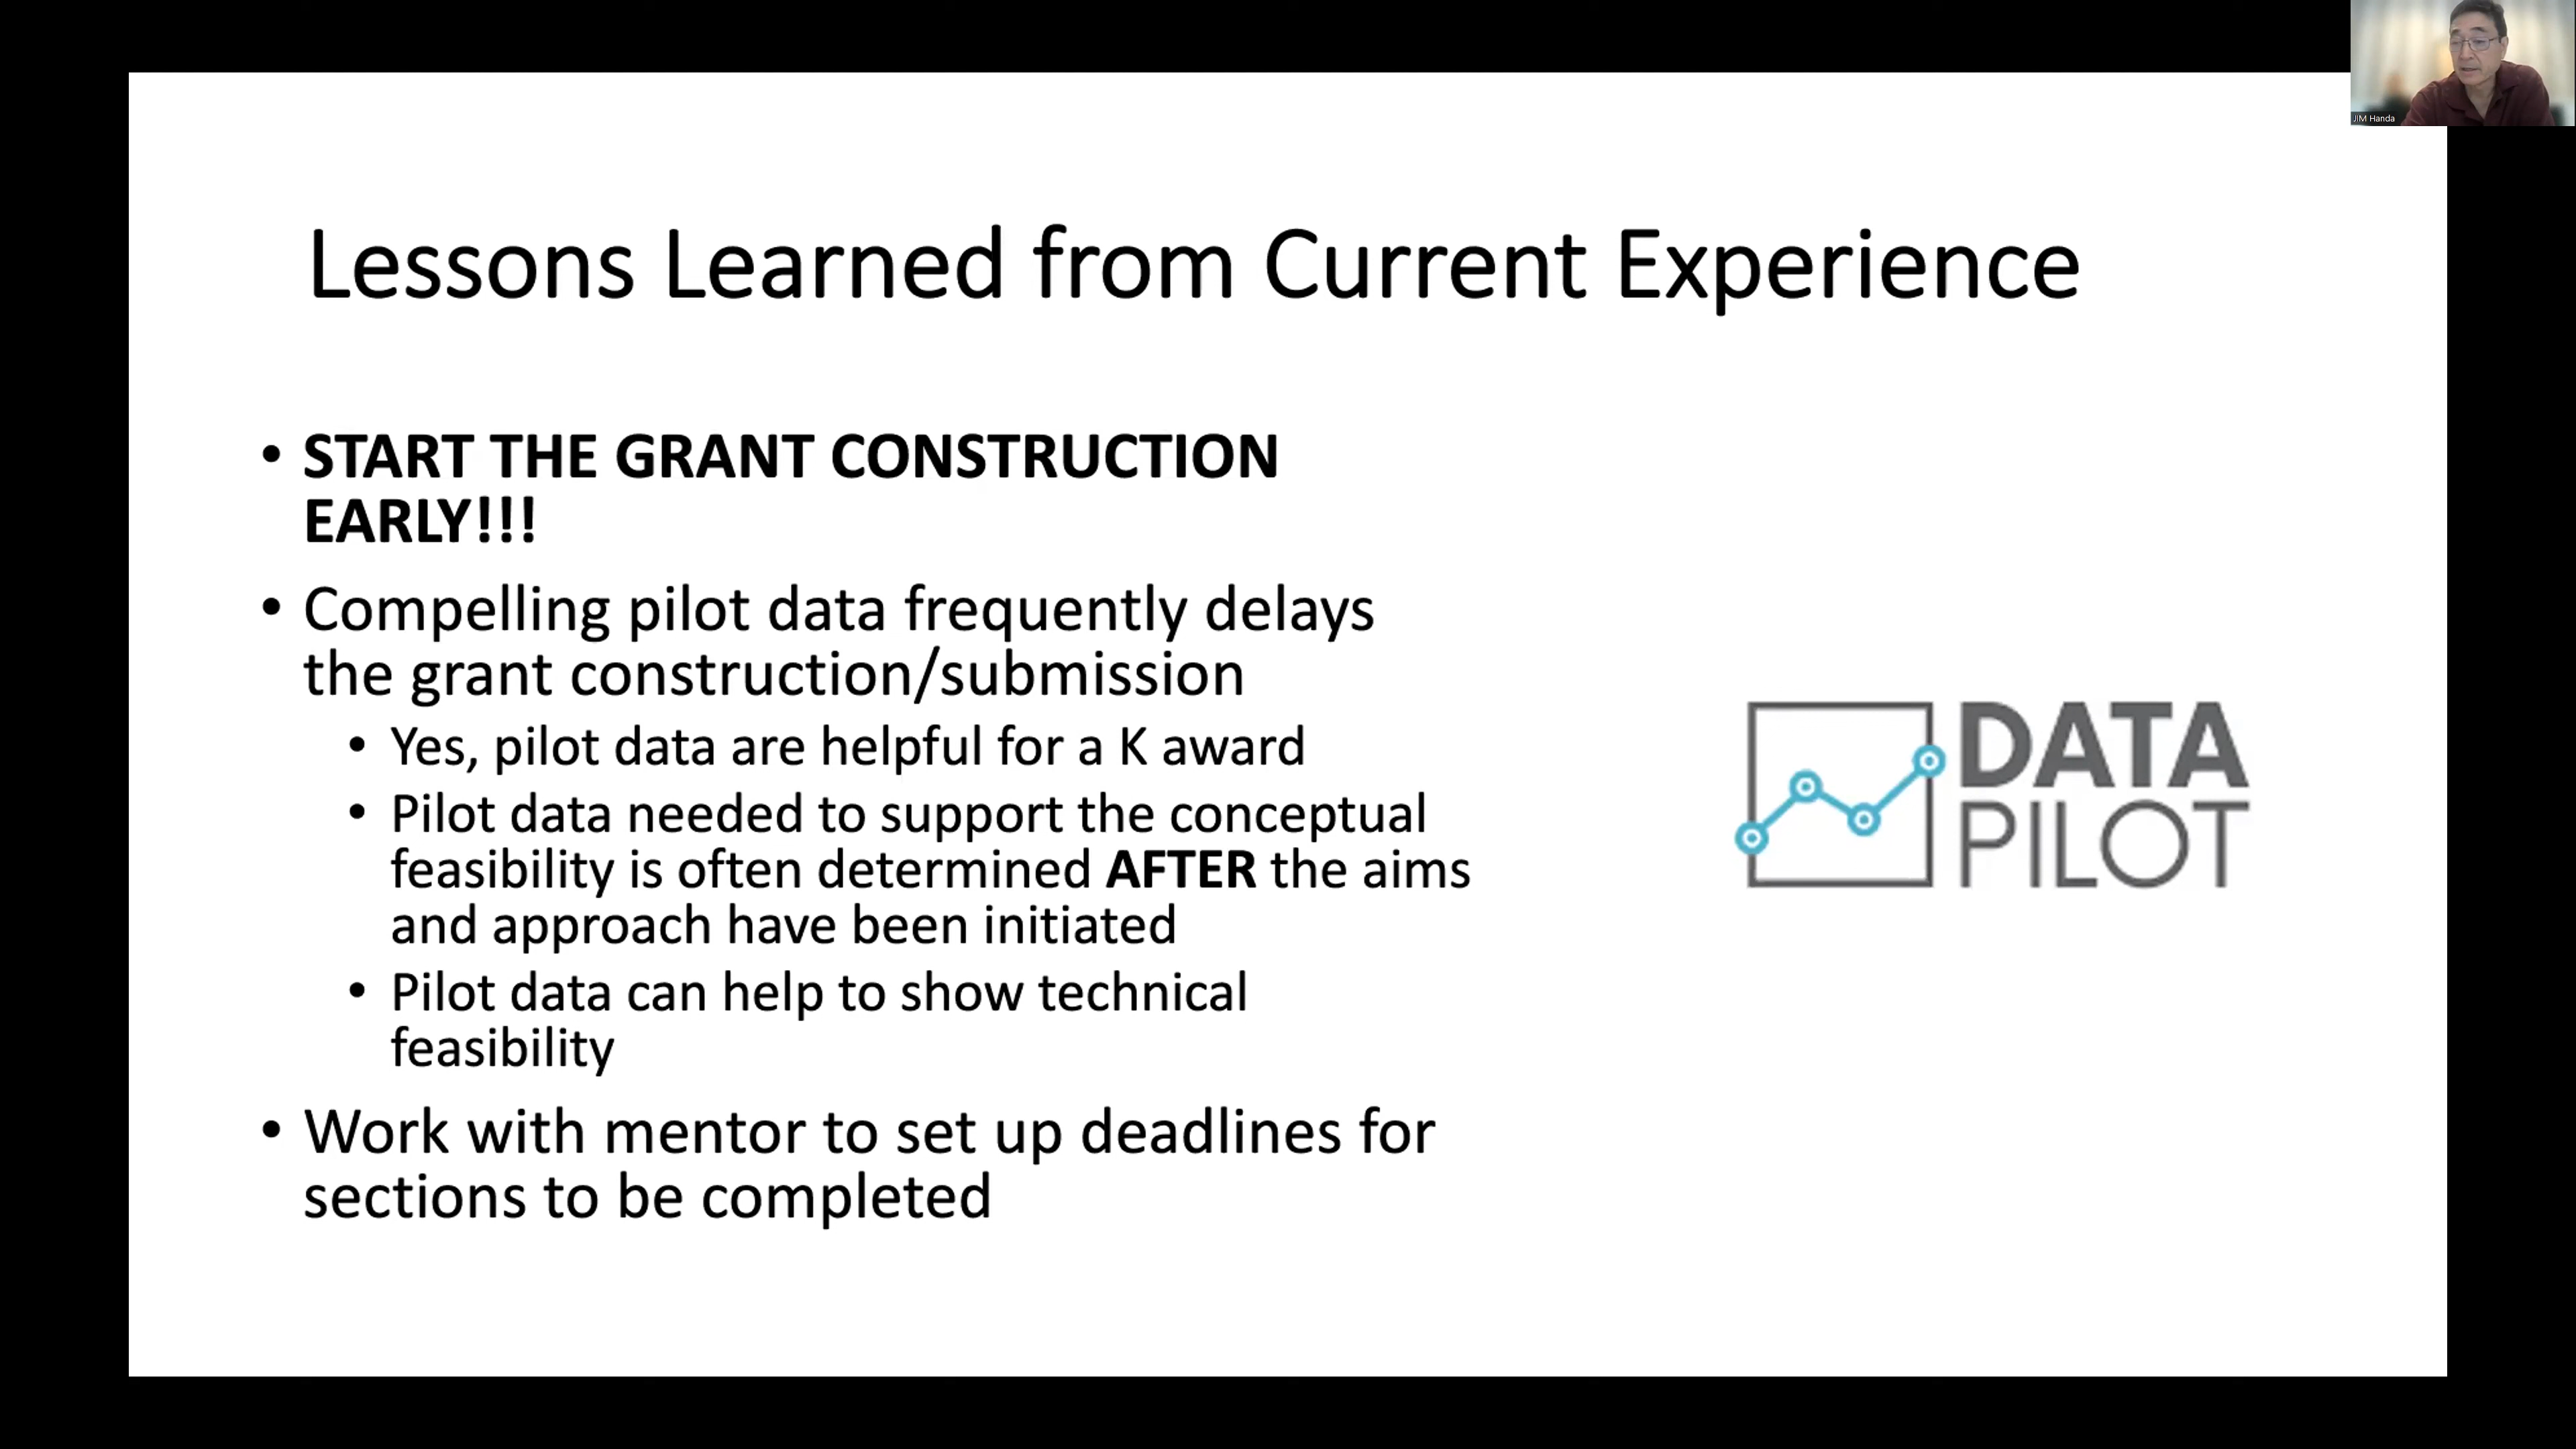 JIM Handa
Lessons Learned from Current Experience
• START THE GRANT CONSTRUCTION
EARLY!!!
• Compelling pilot data frequently delays
the grant construction/submission
• Yes, pilot data are helpful for a K award
• Pilot data needed to support the conceptual
feasibility is often determined AFTER the aims
and approach have been initiated
• Pilot data can help to show technical
feasibility
• Work with mentor to set up deadlines for
sections to be completed
DATA
PILOT